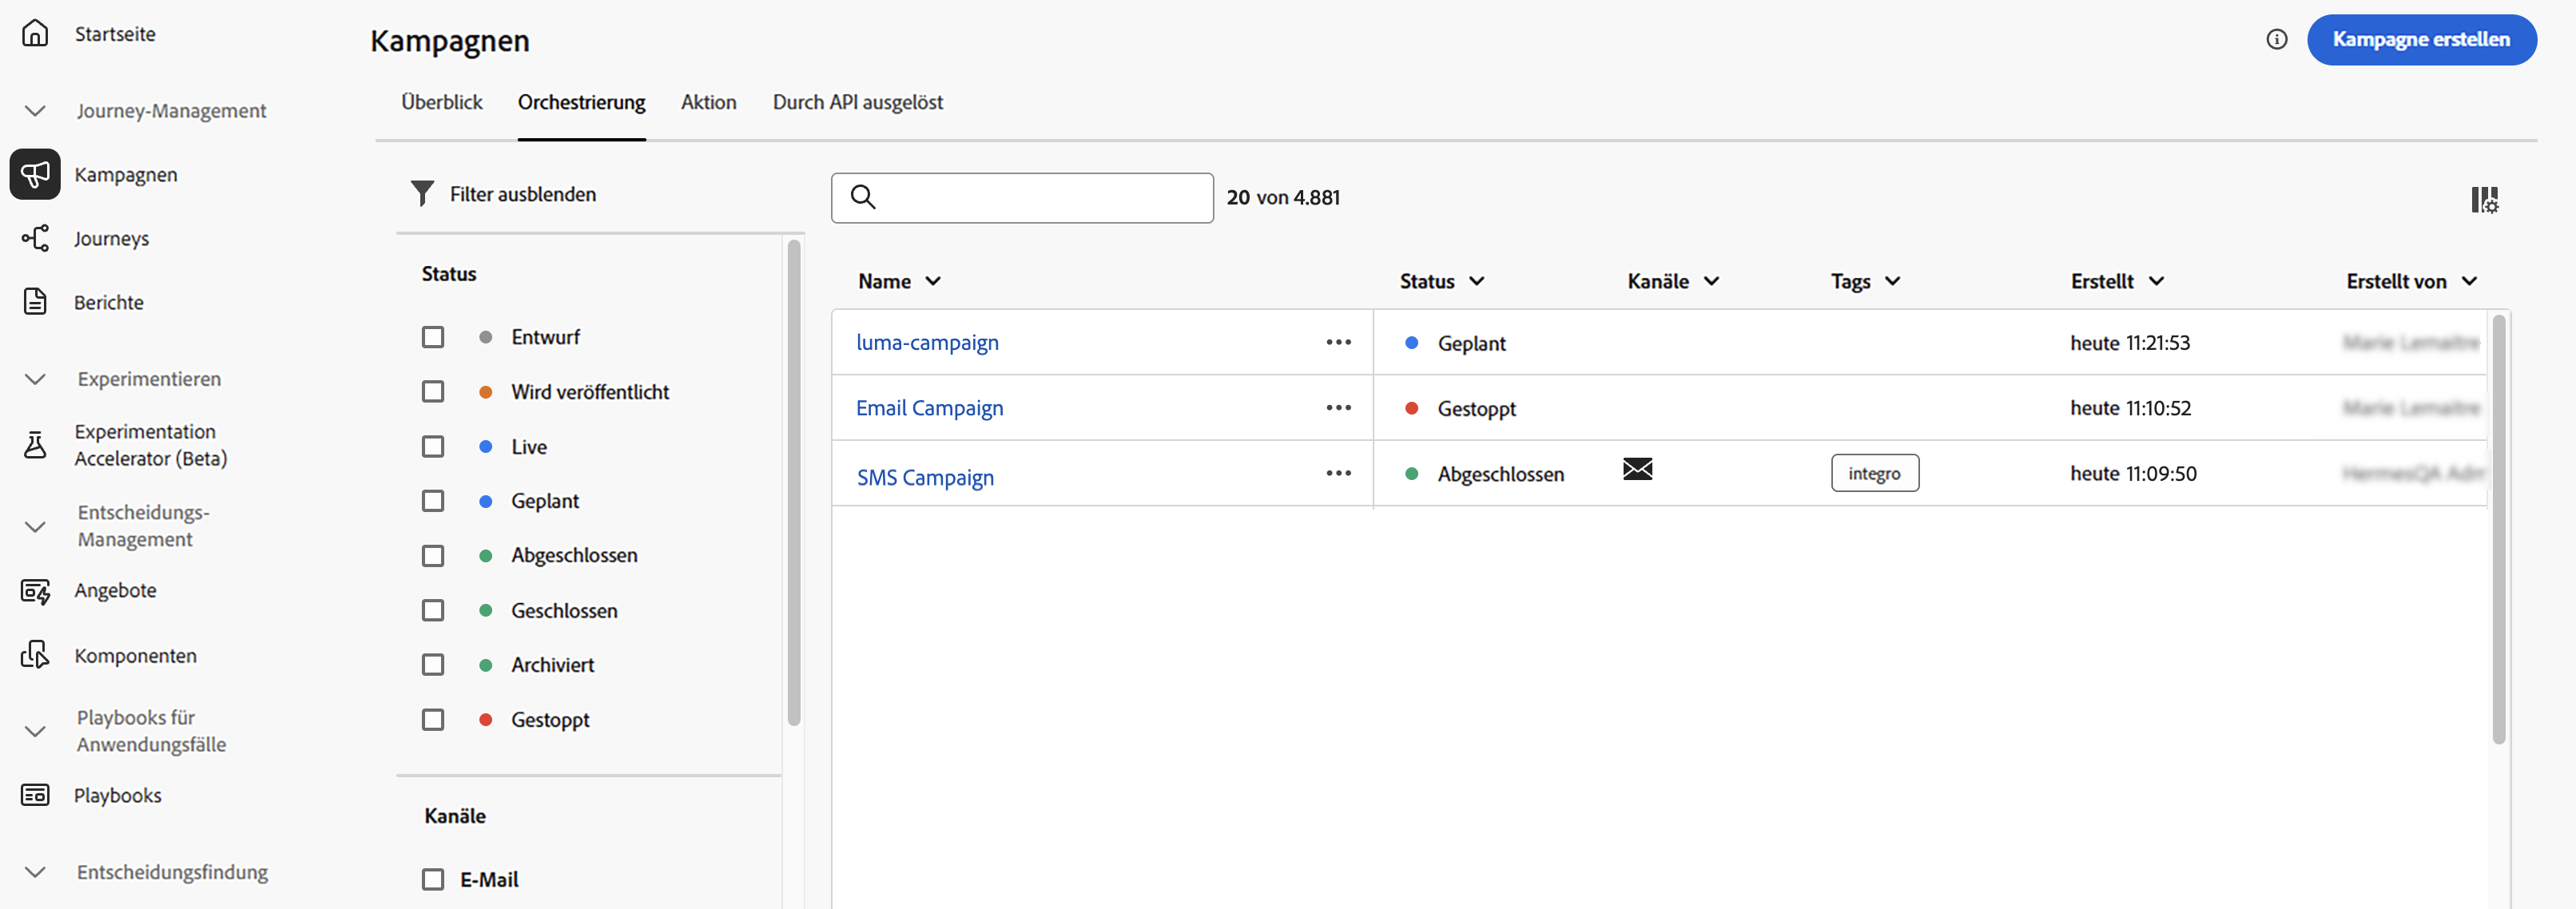 Startseite
Journey-Management
Kampagnen
Journeys
Berichte
Experimentieren
Experimentation
Accelerator (Beta)
Entscheidungs-
Management
Angebote
Komponenten
Playbooks für
Anwendungsfälle
Playbooks
Entscheidungsfindung
Kampagnen
Kampagne erstellen
Überblick Orchestrierung Aktion Durch API ausgelöst
Filter ausblenden
Status
Entwurf
Wird veröffentlicht
Live
Geplant
Abgeschlossen
Geschlossen
Archiviert
Gestoppt
Kanäle
E-Mail
20 von 4.881
Name Status Kanäle Tags Erstellt Erstellt von
luma-campaign Geplant heute 11:21:53
Email Campaign Gestoppt heute 11:10:52
SMS Campaign Abgeschlossen integro heute 11:09:50